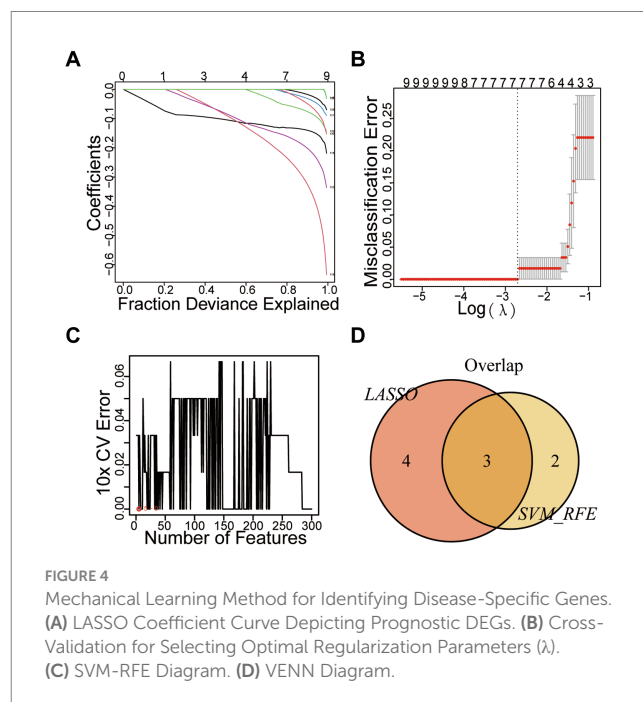 A
0 1 3 4 7 9
0.0
-0.1
-0.2
-0.3
-0.4
-0.5
-0.6
Coefficients
0.0 0.2 0.4 0.6 0.8 1.0
Fraction Deviance Explained
B
9 9 9 9 9 9 8 7 7 7 7 7 7 7 7 6 4 4 3 3
0.25
0.20
0.15
0.10
0.05
0.00
Misclassification Error
-5 -4 -3 -2 -1
Log(λ)
C
0.06
0.04
0.02
0.00
10x CV Error
0 50 100 150 200 250 300
Number of Features
D
Overlap
LASSO
4 3 2
SVM_RFE
FIGURE 4
Mechanical Learning Method for Identifying Disease-Specific Genes.
(A) LASSO Coefficient Curve Depicting Prognostic DEGs. (B) Cross-
Validation for Selecting Optimal Regularization Parameters (λ).
(C) SVM-RFE Diagram. (D) VENN Diagram.